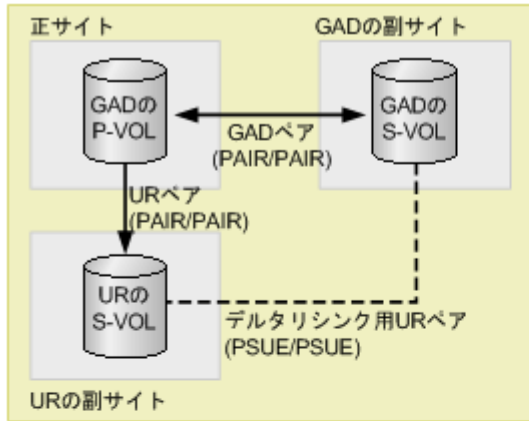 正サイト
GADの副サイト
GADの
P-VOL
GADの
S-VOL
GADペア
(PAIR/PAIR)
URペア
(PAIR/PAIR)
URの
S-VOL
デルタリシンク用URペア
(PSUE/PSUE)
URの副サイト